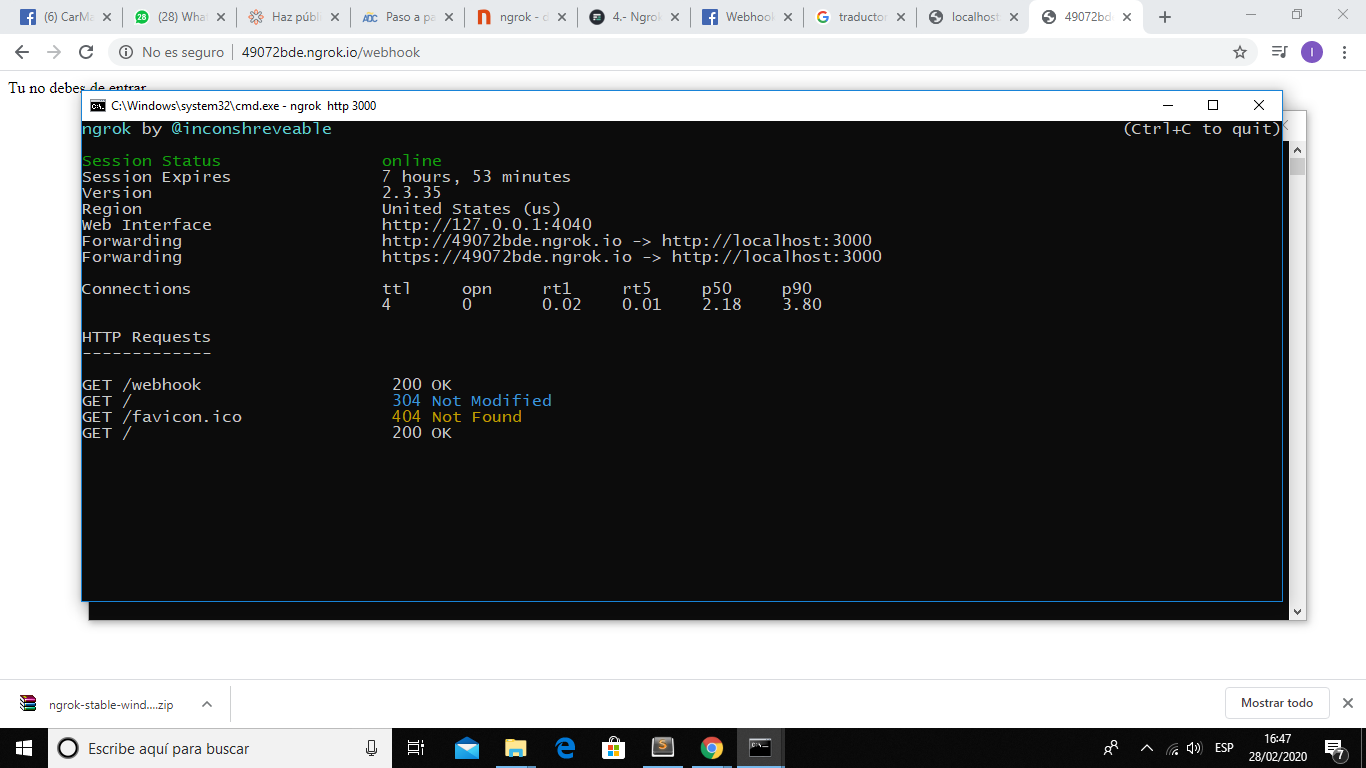 (6) CarMa
(28) What
Haz públ
Paso a pa
ngrok - d
4.- Ngrok
Webhook
traductor
localhost
49072bd
No es seguro
49072bde.ngrok.io/webhook
Tu no debes de entrar
C:\Windows\system32\cmd.exe - ngrok http 3000
ngrok by @inconshreveable (Ctrl+C to quit)
Session Status online
Session Expires 7 hours, 53 minutes
Version 2.3.35
Region United States (us)
Web Interface http://127.0.0.1:4040
Forwarding http://49072bde.ngrok.io -> http://localhost:3000
Forwarding https://49072bde.ngrok.io -> http://localhost:3000
Connections ttl opn rt1 rt5 p50 p90
4 0 0.02 0.01 2.18 3.80
HTTP Requests
-------------
GET /webhook 200 OK
GET / 304 Not Modified
GET /favicon.ico 404 Not Found
GET / 200 OK
ngrok-stable-wind....zip
Mostrar todo
Escribe aquí para buscar
ESP
16:47
28/02/2020
7